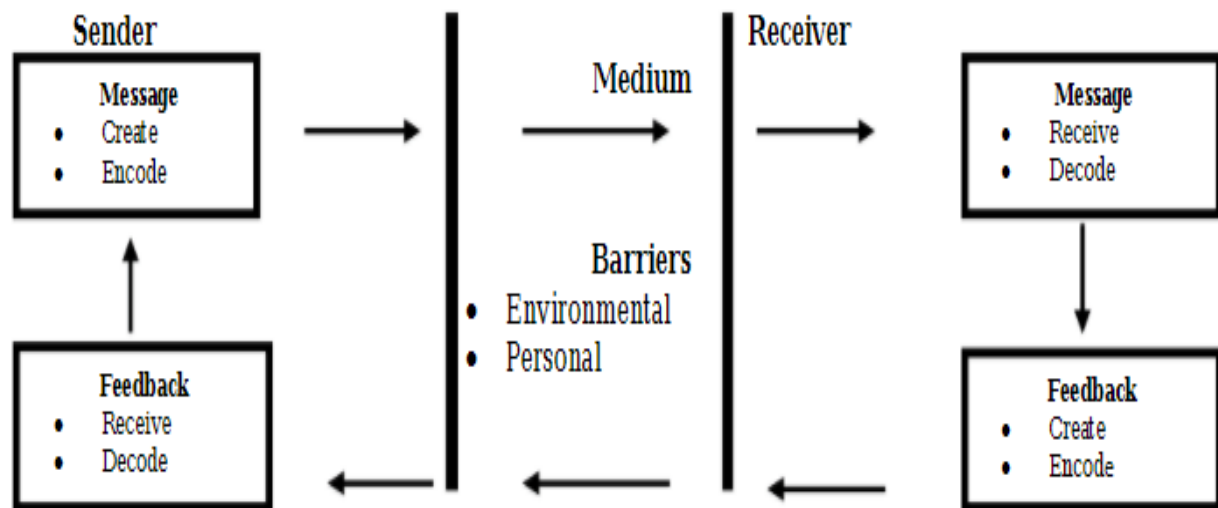 Sender
Message
• Create
• Encode
Medium
Receiver
Message
• Receive
• Decode
Barriers
• Environmental
• Personal
Feedback
• Receive
• Decode
Feedback
• Create
• Encode